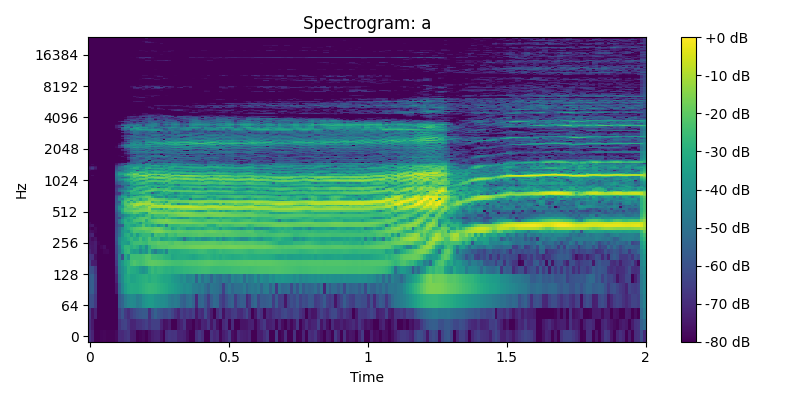 Spectrogram: a
16384
8192
4096
2048
1024
512
256
128
64
0
Hz
0
0.5
1
1.5
2
Time
+0 dB
-10 dB
-20 dB
-30 dB
-40 dB
-50 dB
-60 dB
-70 dB
-80 dB